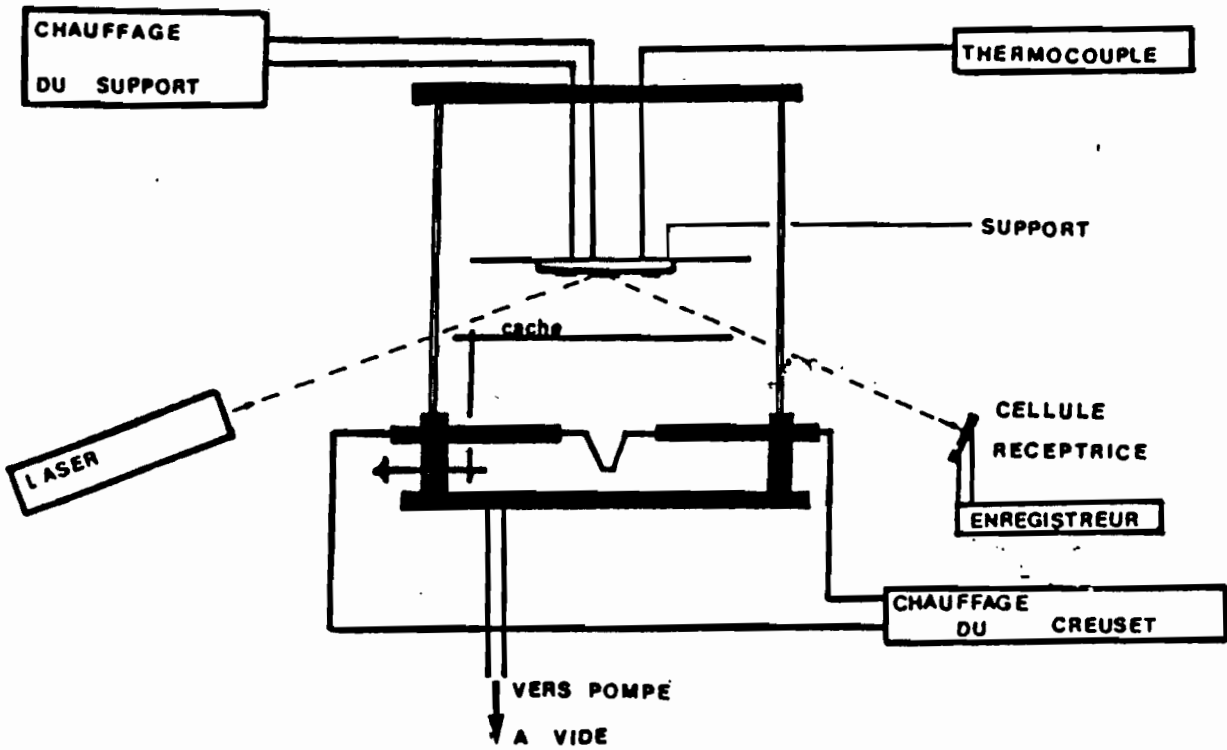 CHAUFFAGE
DU SUPPORT
THERMOCOUPLE
SUPPORT
cache
LASER
CELLULE
RECEPTRICE
ENREGISTREUR
CHAUFFAGE
DU CREUSET
VERS POMPE
A VIDE